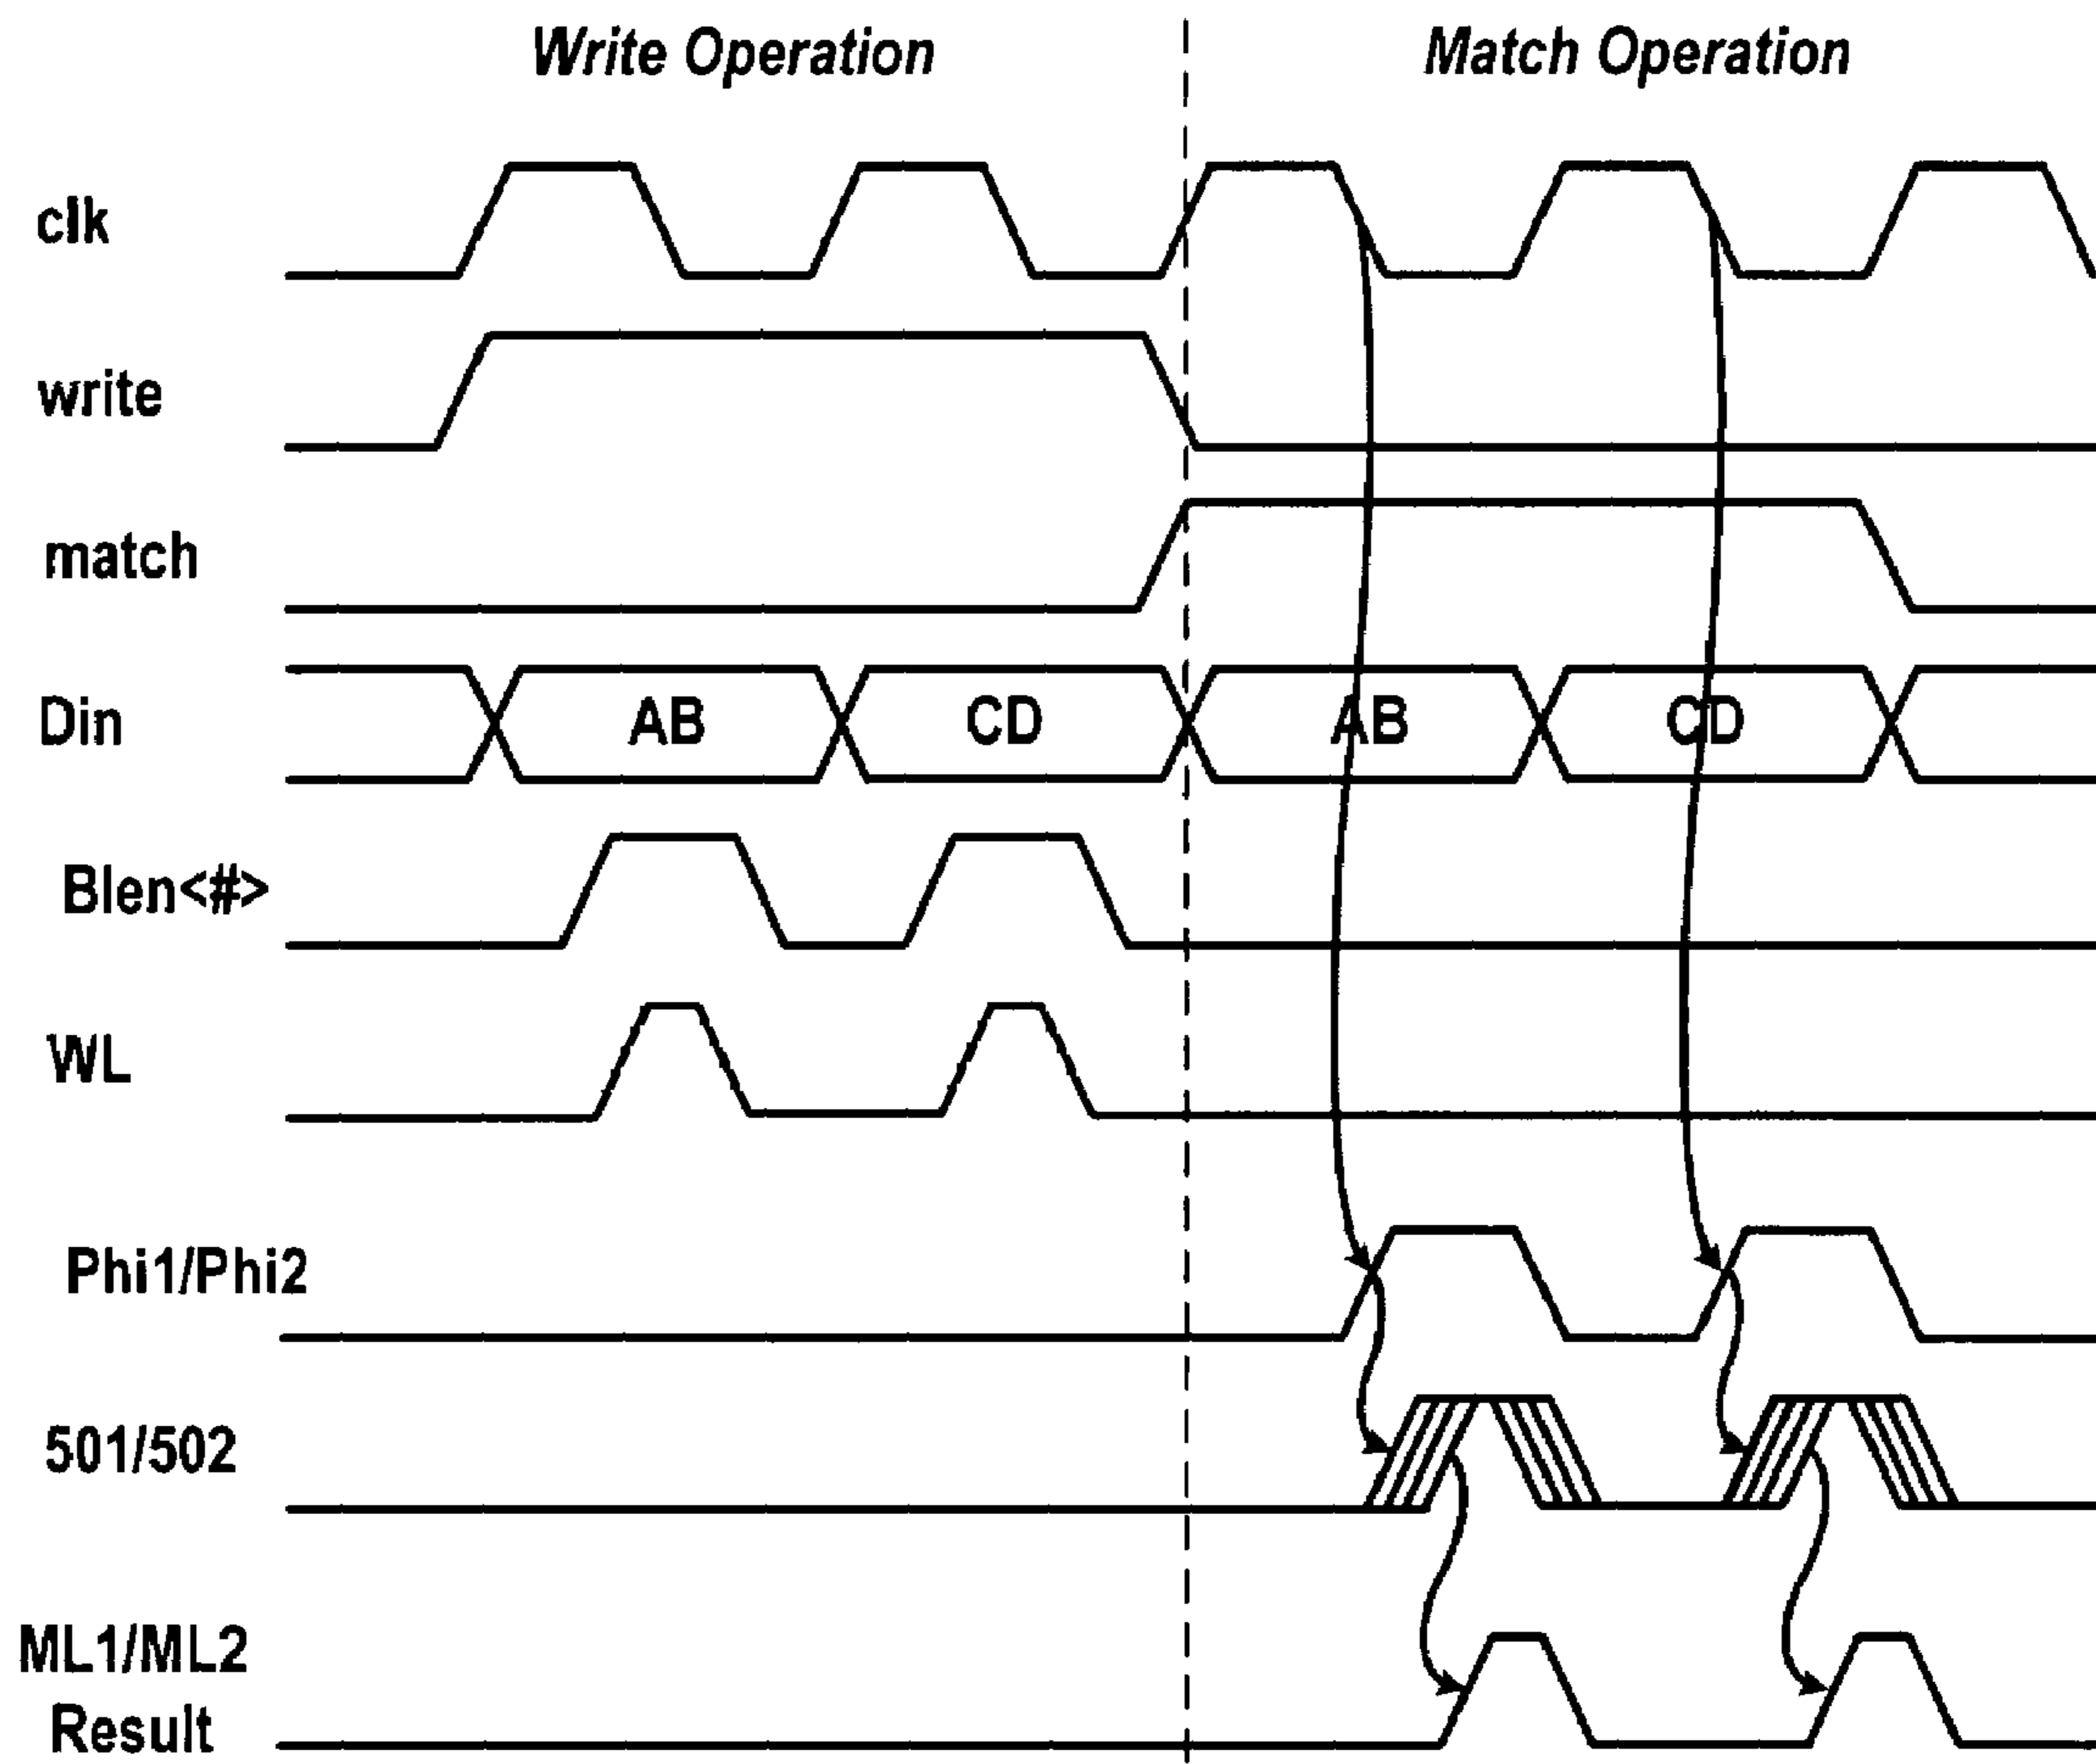 Write Operation
Match Operation
clk
write
match
Din
AB
CD
AB
CD
Blen<#>
WL
Phi1/Phi2
501/502
ML1/ML2
Result